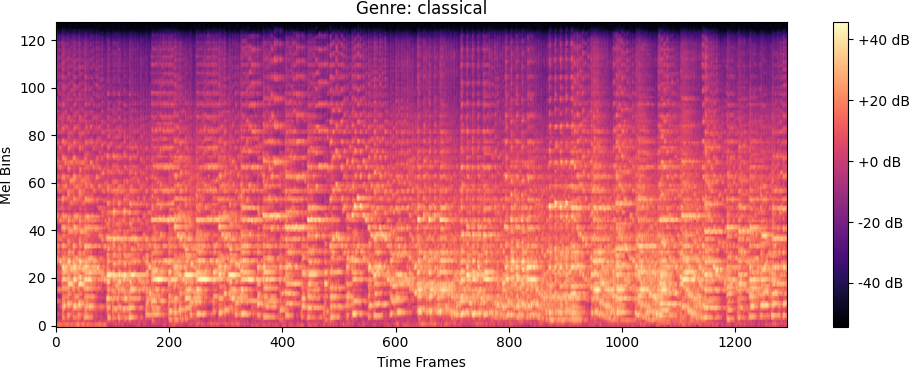 Genre: classical
120
100
80
60
40
20
0
Mel Bins
0 200 400 600 800 1000 1200
Time Frames
+40 dB
+20 dB
+0 dB
-20 dB
-40 dB